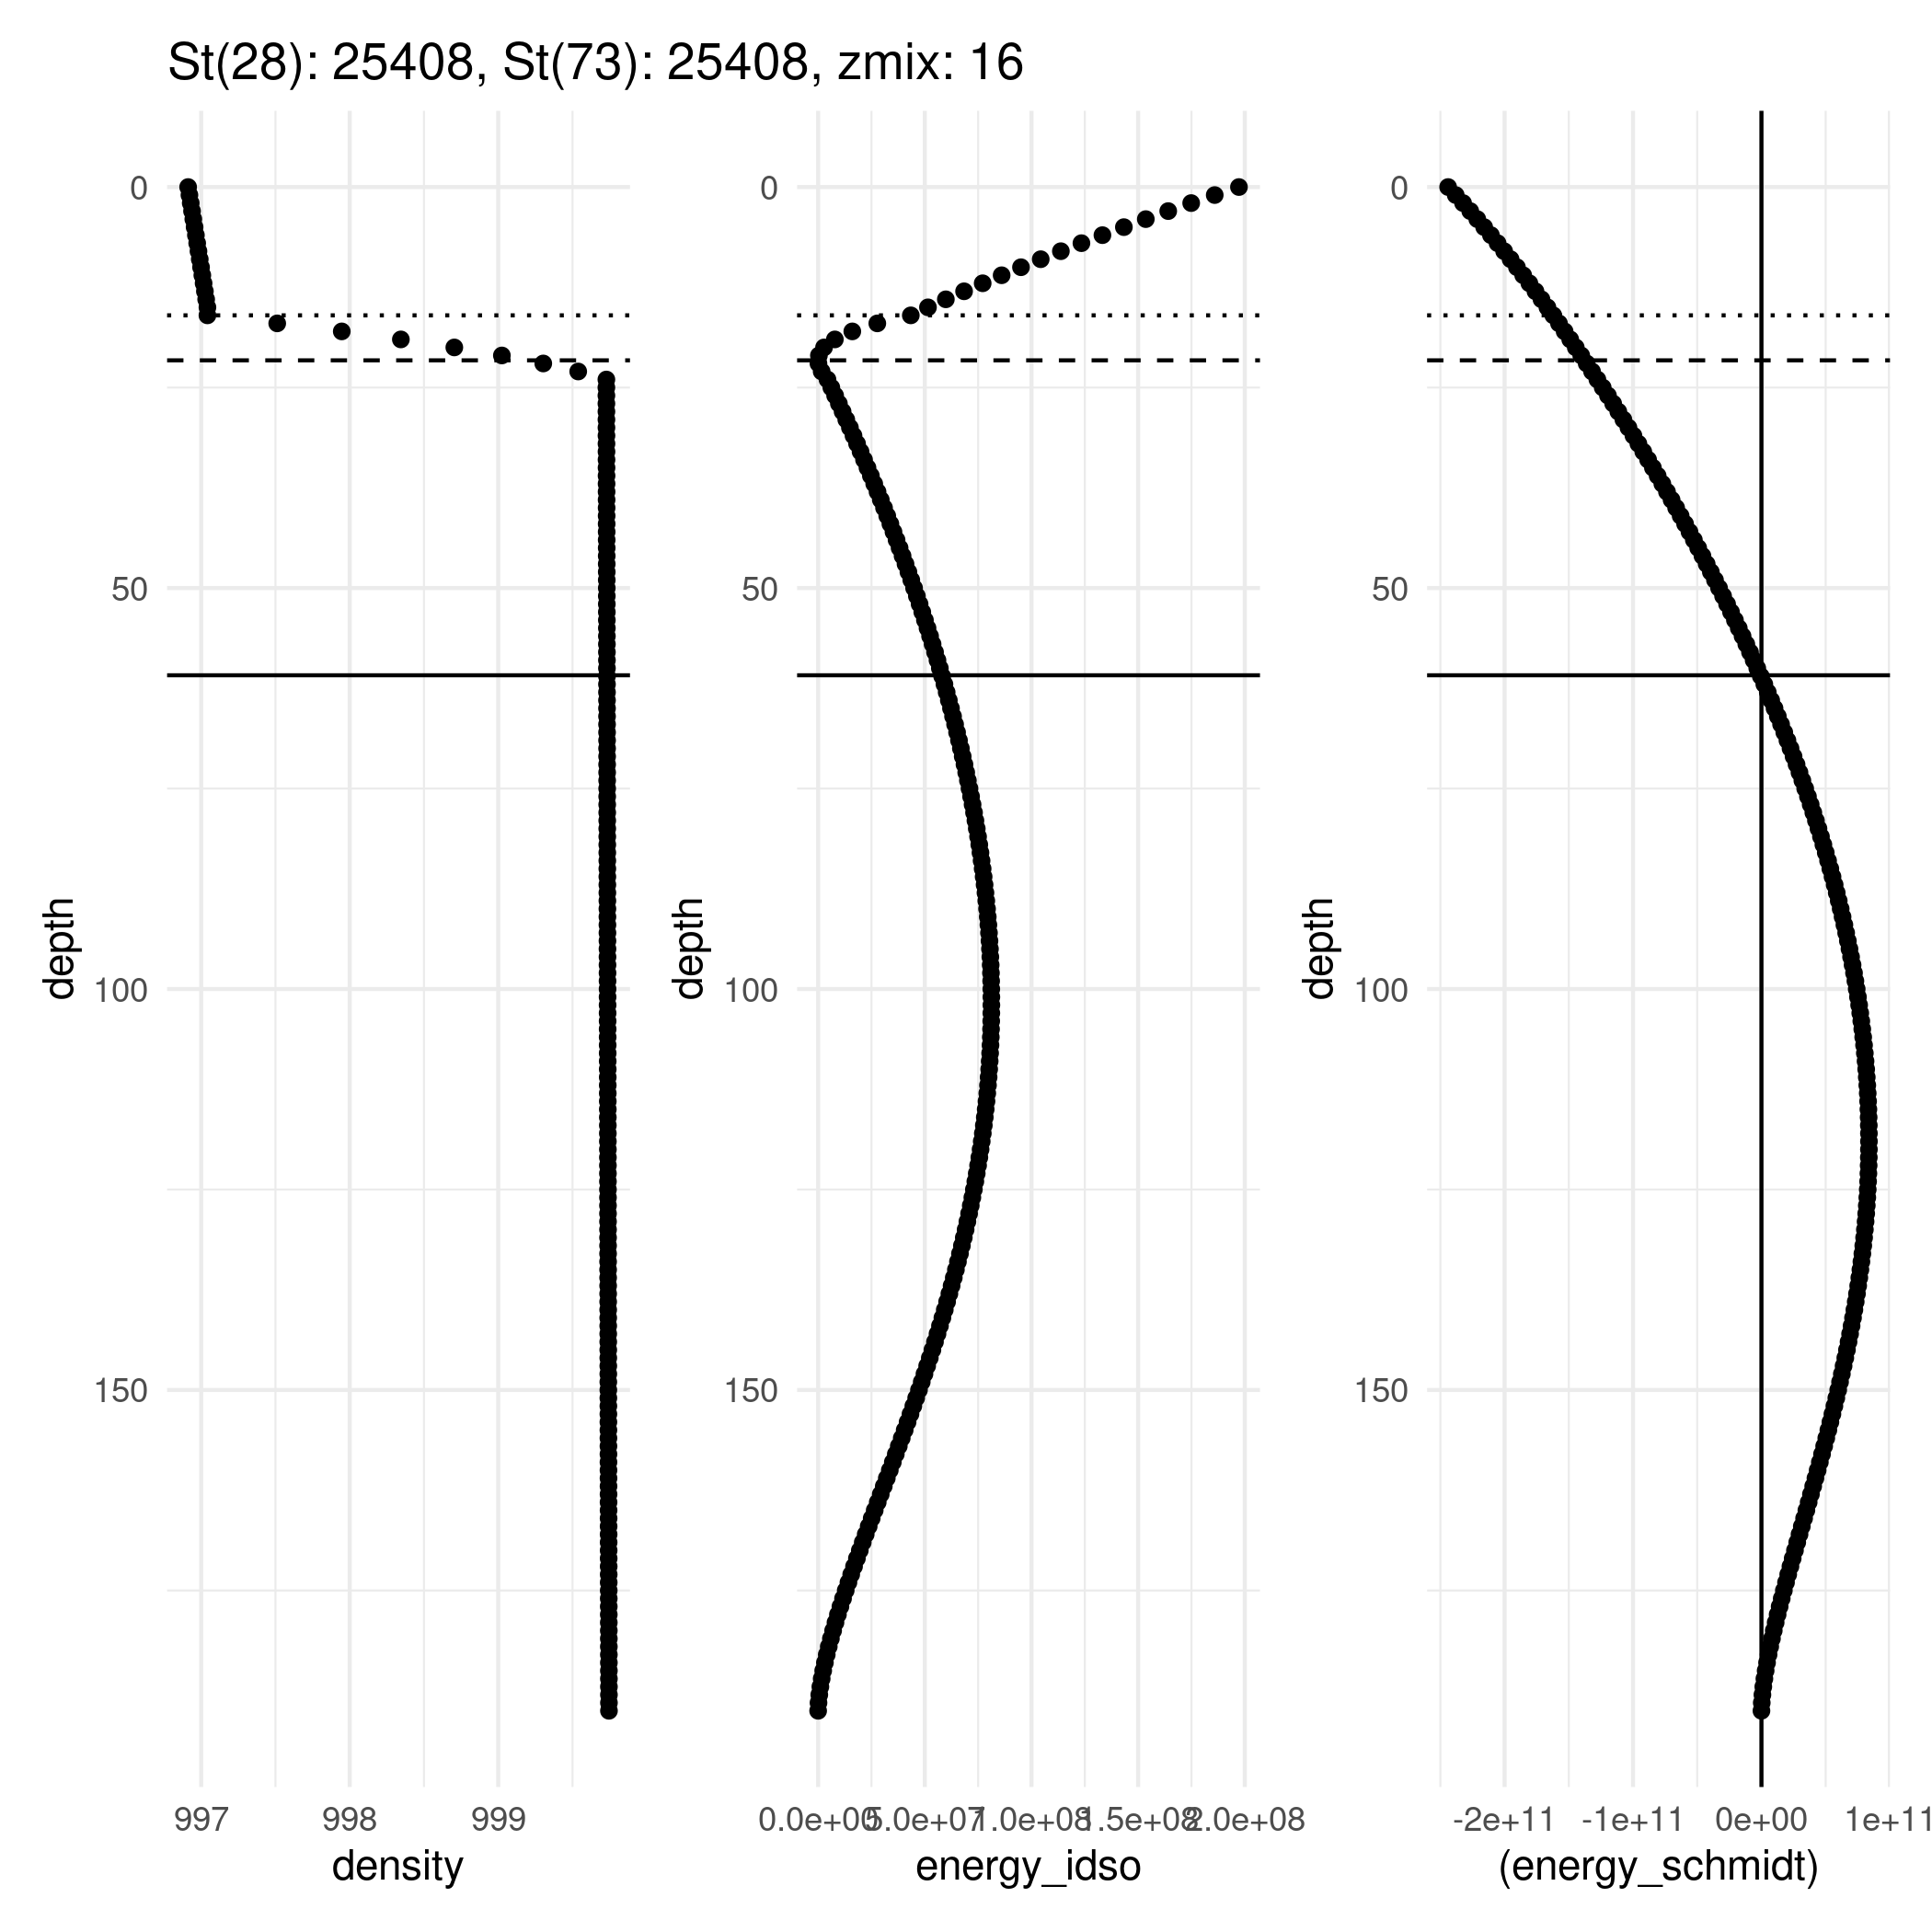 St(28): 25408, St(73): 25408, zmix: 16
0
50
100
150
depth
997 998 999
density
0
50
100
150
depth
0.0e+00 5.0e+07 1.0e+08 1.5e+08 2.0e+08
energy_idso
0
50
100
150
depth
-2e+11 -1e+11 0e+00 1e+11
(energy_schmidt)